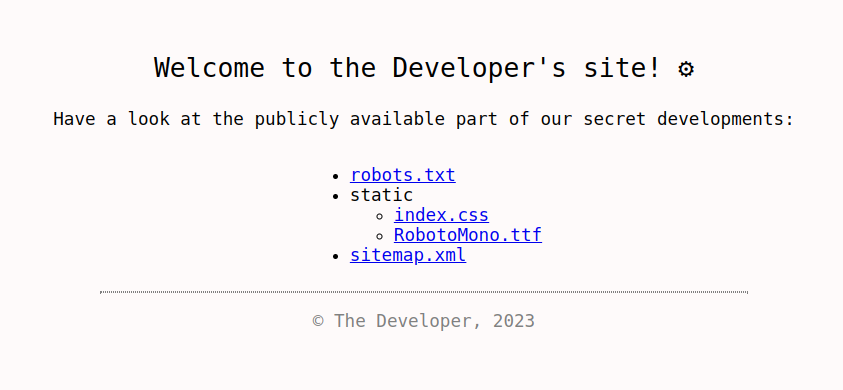 Welcome to the Developer's site! ⚙
Have a look at the publicly available part of our secret developments:
robots.txt
static
index.css
RobotoMono.ttf
sitemap.xml
© The Developer, 2023